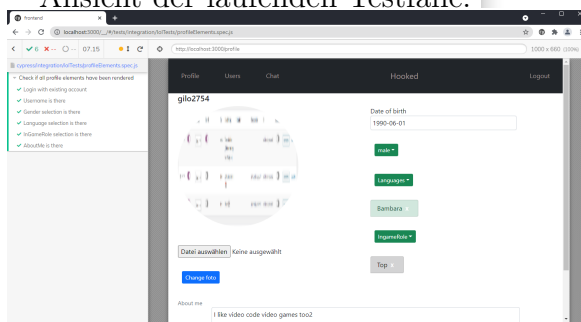 Ansicht der laufenden Testfälle.
frontend
localhost:3000/__/#/tests/integration/lolTests/profileElements.spec.js
6 -- -- 07.15
http://localhost:3000/profile
1000 x 660
cypress/integration/lolTests/profileElements.spec.js
Check if all profile elements have been rendered
Login with existing account
Username is there
Gender selection is there
Language selection is there
InGameRole selection is there
AboutMe is there
Profile Users Chat Hooked Logout
gilo2754
Date of birth
1990-06-01
male
Languages
Bambara
IngameRole
Top
Datei auswählen Keine ausgewählt
Change foto
About me
I like video code video games too2